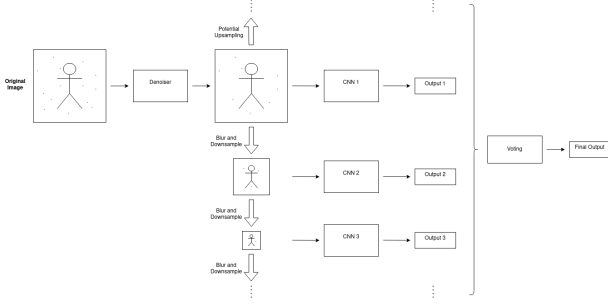 Potential
Upsampling
Original
Image
Denoiser
CNN 1
Output 1
Blur and
Downsample
Voting
Final Output
CNN 2
Output 2
Blur and
Downsample
CNN 3
Output 3
Blur and
Downsample